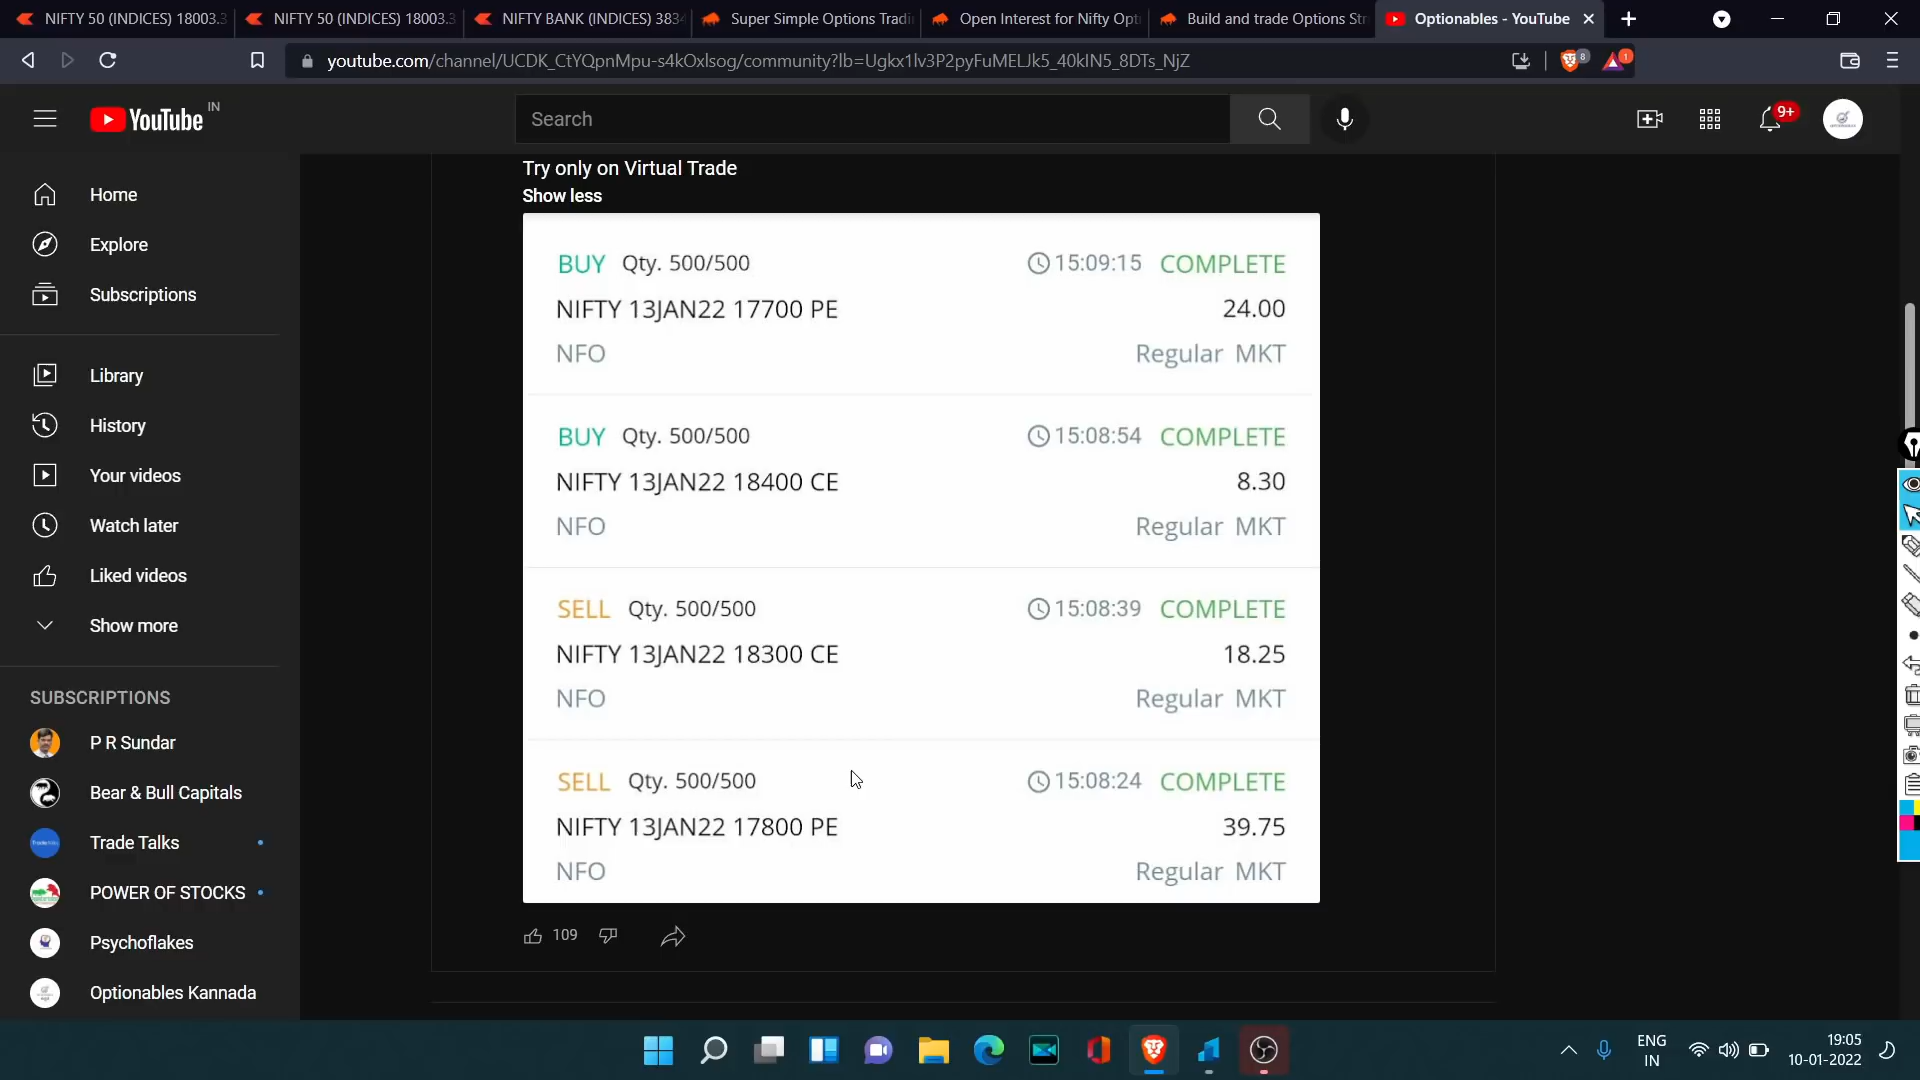 NIFTY 50 (INDICES) 18003.3
NIFTY 50 (INDICES) 18003.3
NIFTY BANK (INDICES) 3834
Super Simple Options Tradi
Open Interest for Nifty Opt
Build and trade Options Str
Optionables - YouTube
youtube.com/channel/UCDK_CtYQpnMpu-s4kOxlsog/community?lb=Ugkx1lv3P2pyFuMELJk5_40kIN5_8DTs_NjZ
8
1
YouTube IN
Search
9+
Home
Explore
Subscriptions
Library
History
Your videos
Watch later
Liked videos
Show more
SUBSCRIPTIONS
P R Sundar
Bear & Bull Capitals
Trade Talks
POWER OF STOCKS
Psychoflakes
Optionables Kannada
Try only on Virtual Trade
Show less
BUY Qty. 500/500 15:09:15 COMPLETE
NIFTY 13JAN22 17700 PE 24.00
NFO Regular MKT
BUY Qty. 500/500 15:08:54 COMPLETE
NIFTY 13JAN22 18400 CE 8.30
NFO Regular MKT
SELL Qty. 500/500 15:08:39 COMPLETE
NIFTY 13JAN22 18300 CE 18.25
NFO Regular MKT
SELL Qty. 500/500 15:08:24 COMPLETE
NIFTY 13JAN22 17800 PE 39.75
NFO Regular MKT
109
ENG
IN
19:05
10-01-2022